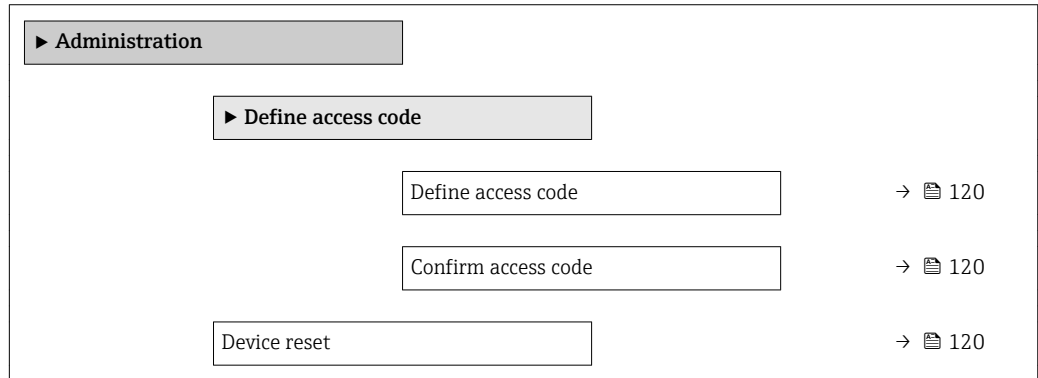 ▶ Administration
▶ Define access code
Define access code → 🖺 120
Confirm access code → 🖺 120
Device reset → 🖺 120